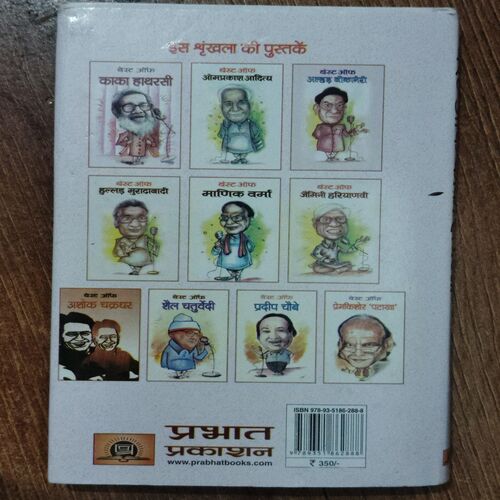 इस श्रृंखला की पुस्तकें
बेस्ट ऑफ
काका हाथरसी
बेस्ट ऑफ
ओमप्रकाश आदित्य
बेस्ट ऑफ
अल्हड़ बीकानेरी
बेस्ट ऑफ
हुल्लड़ मुरादाबादी
बेस्ट ऑफ
माणिक वर्मा
बेस्ट ऑफ
जैमिनी हरियाणवी
बेस्ट ऑफ
अशोक चक्रधर
बेस्ट ऑफ
शैल चतुर्वेदी
बेस्ट ऑफ
प्रदीप चौबे
बेस्ट ऑफ
प्रेमकिशोर 'पटाखा'
प्रभात
प्रकाशन
www.prabhatbooks.com
ISBN 978-93-5186-288-8
9789351862888
₹ 350/-